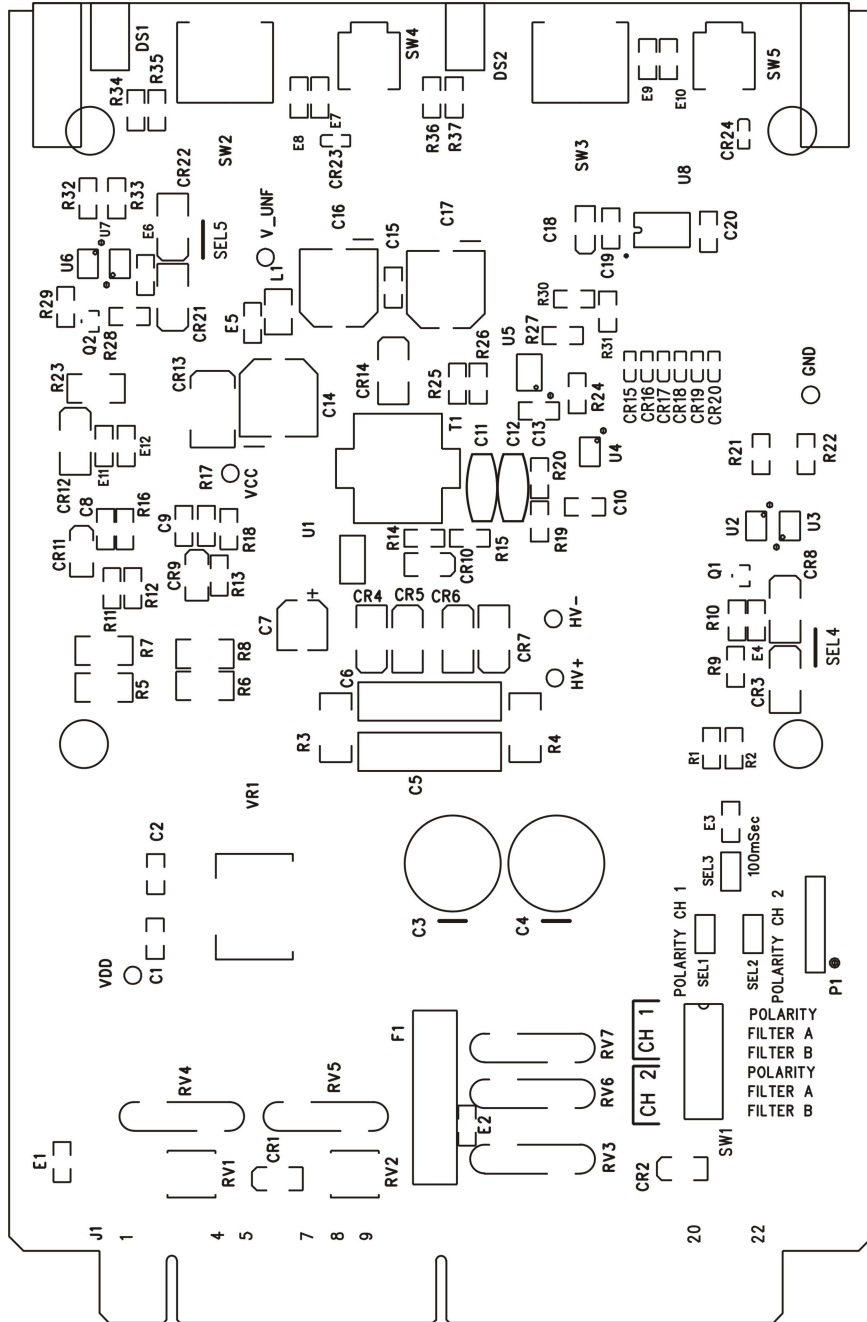 DS1
SW4
DS2
SW5
R34
R35
SW2
E8
E7
CR23
R36
R37
SW3
E9
E10
CR24
U8
R32
R33
CR22
U7
U6
E6
SEL5
V_UNF
C16
C15
C17
C18
C19
C20
R29
Q2
R28
CR21
E5
L1
R30
R27
R31
U5
R26
R25
R23
CR13
C14
CR14
T1
C11
C12
C13
R24
U4
CR15
CR16
CR17
CR18
CR19
CR20
GND
CR12
E11
E12
R17
VCC
R20
R19
C10
R21
R22
C8
R16
CR11
C9
R18
U1
R14
R15
CR10
U2
U3
R11
R12
CR9
R13
C7
+
CR4
CR5
CR6
CR7
HV-
HV+
Q1
CR8
R10
E4
R9
SEL4
CR3
R7
R5
R8
R6
C6
R3
R4
C5
R1
R2
VR1
C2
C1
VDD
C3
C4
E3
SEL3
100mSec
POLARITY CH 1
SEL1
SEL2
POLARITY CH 2
P1
F1
CH 1
CH 2
POLARITY
FILTER A
FILTER B
POLARITY
FILTER A
FILTER B
SW1
RV4
RV5
RV7
RV6
RV3
E2
E1
RV1
CR1
RV2
CR2
J1
1
4
5
7
8
9
20
22